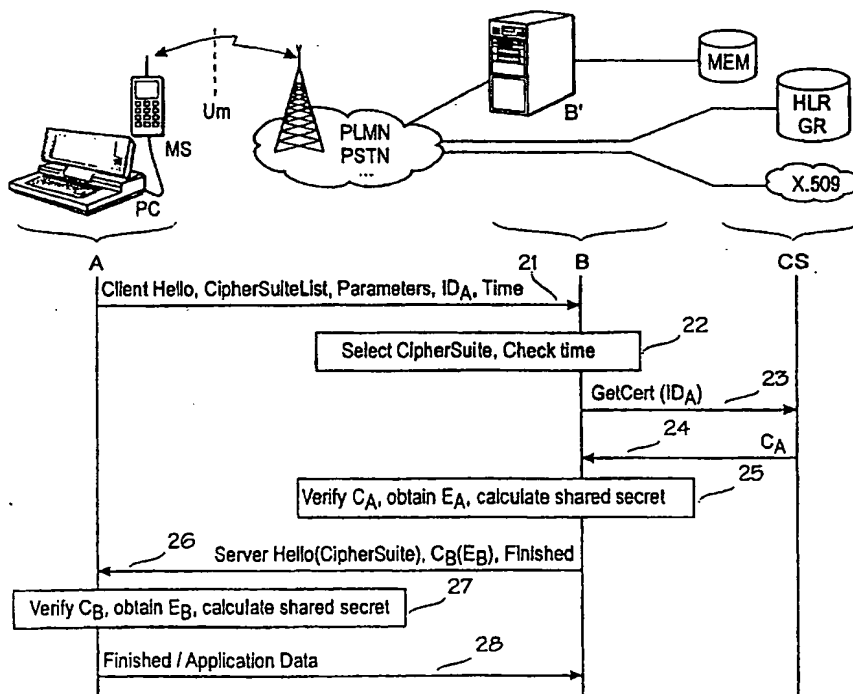 MEM
B'
HLR
GR
Um
MS
PLMN
PSTN
...
PC
X.509
A
B
CS
21
Client Hello, CipherSuiteList, Parameters, IDA, Time
22
Select CipherSuite, Check time
23
GetCert (IDA)
24
CA
25
Verify CA, obtain EA, calculate shared secret
26
Server Hello(CipherSuite), CB(EB), Finished
27
Verify CB, obtain EB, calculate shared secret
28
Finished / Application Data